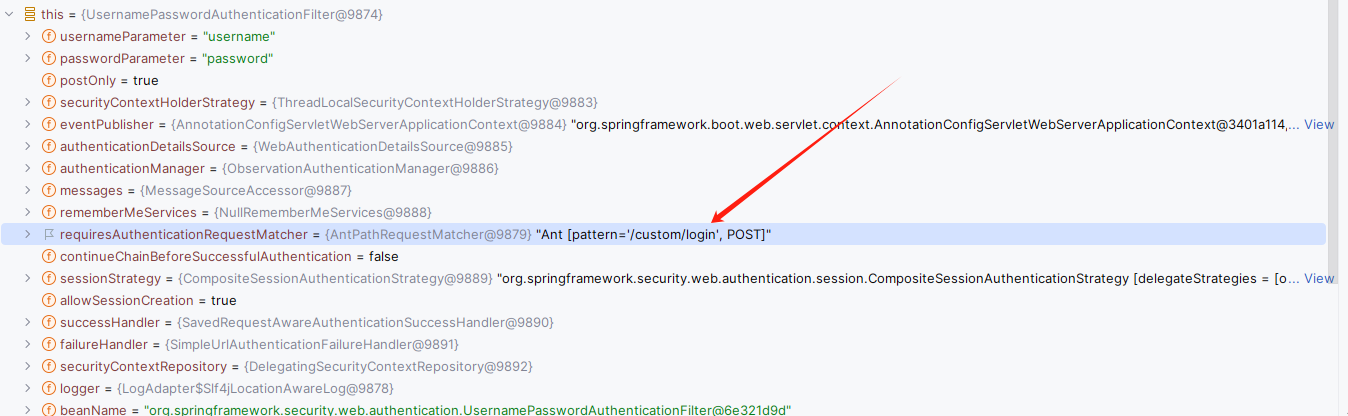 this = {UsernamePasswordAuthenticationFilter@9874}
f usernameParameter = "username"
f passwordParameter = "password"
f postOnly = true
f securityContextHolderStrategy = {ThreadLocalSecurityContextHolderStrategy@9883}
f eventPublisher = {AnnotationConfigServletWebServerApplicationContext@9884} "org.springframework.boot.web.servlet.context.AnnotationConfigServletWebServerApplicationContext@3401a114,... View
f authenticationDetailsSource = {WebAuthenticationDetailsSource@9885}
f authenticationManager = {ObservationAuthenticationManager@9886}
f messages = {MessageSourceAccessor@9887}
f rememberMeServices = {NullRememberMeServices@9888}
requiresAuthenticationRequestMatcher = {AntPathRequestMatcher@9879} "Ant [pattern='/custom/login', POST]"
f continueChainBeforeSuccessfulAuthentication = false
f sessionStrategy = {CompositeSessionAuthenticationStrategy@9889} "org.springframework.security.web.authentication.session.CompositeSessionAuthenticationStrategy [delegateStrategies = [o... View
f allowSessionCreation = true
f successHandler = {SavedRequestAwareAuthenticationSuccessHandler@9890}
f failureHandler = {SimpleUrlAuthenticationFailureHandler@9891}
f securityContextRepository = {DelegatingSecurityContextRepository@9892}
f logger = {LogAdapter$Slf4jLocationAwareLog@9878}
f beanName = "org.springframework.security.web.authentication.UsernamePasswordAuthenticationFilter@6e321d9d"